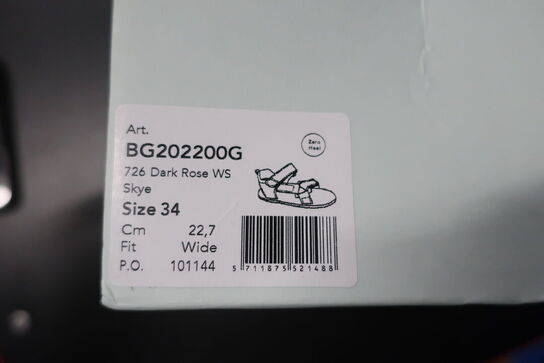 Art.
BG202200G
Zero
Heel
726 Dark Rose WS
Skye
Size 34
Cm 22,7
Fit Wide
P.O. 101144
5 711875 521488